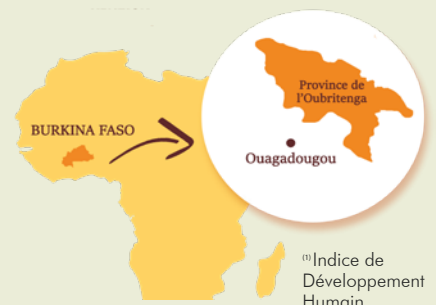 BURKINA FASO
Province de
l'Oubritenga
Ouagadougou
(1) Indice de
Développement
Humain